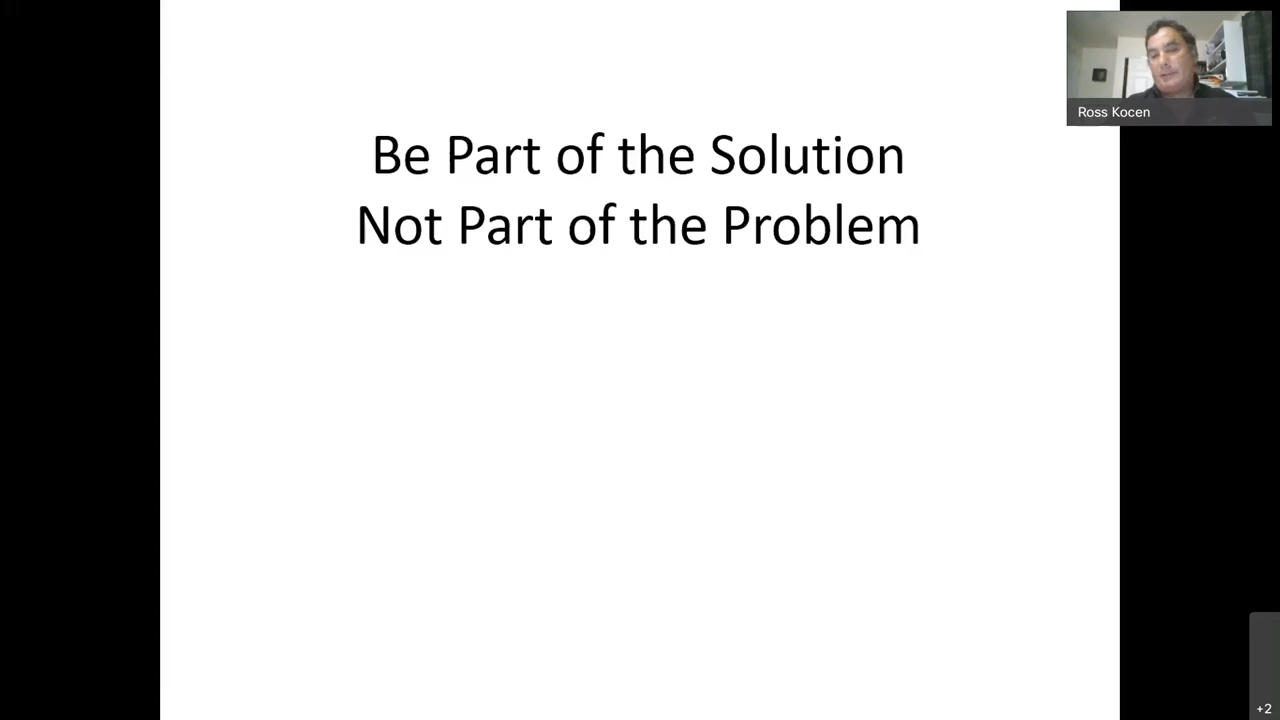 Be Part of the Solution
Not Part of the Problem
Ross Kocen
+2